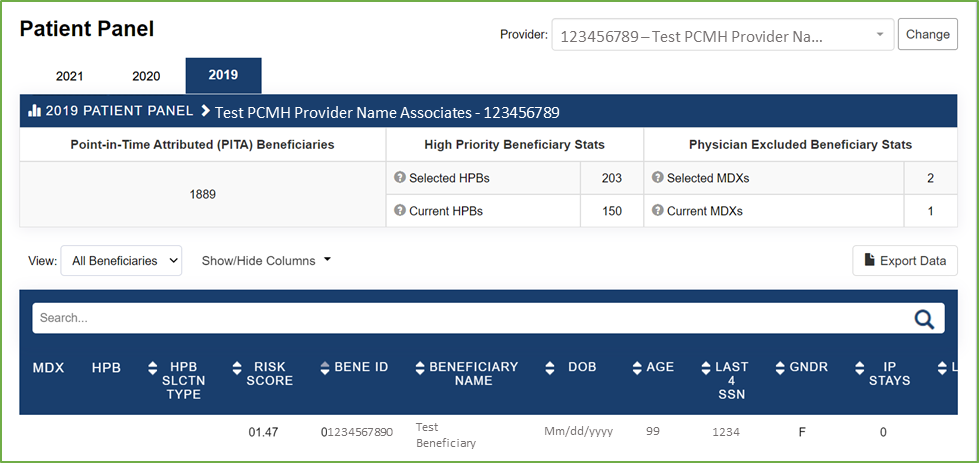 Patient Panel
Provider: 123456789 – Test PCMH Provider Na... Change
2021 2020 2019
2019 PATIENT PANEL Test PCMH Provider Name Associates - 123456789
Point-in-Time Attributed (PITA) Beneficiaries High Priority Beneficiary Stats Physician Excluded Beneficiary Stats
1889
? Selected HPBs 203 ? Selected MDXs 2
? Current HPBs 150 ? Current MDXs 1
View: All Beneficiaries Show/Hide Columns Export Data
Search...
MDX HPB HPB SLCTN TYPE RISK SCORE BENE ID BENEFICIARY NAME DOB AGE LAST 4 SSN GNDR IP STAYS L
01.47 01234567890 Test Beneficiary Mm/dd/yyyy 99 1234 F 0